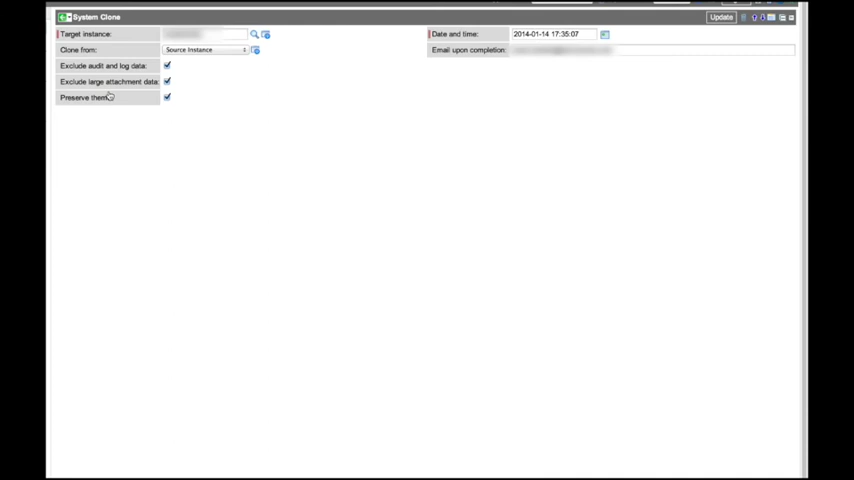 System Clone
Update
Target instance:
Date and time:
2014-01-14 17:35:07
Clone from:
Source Instance
Email upon completion:
Exclude audit and log data:
Exclude large attachment data:
Preserve